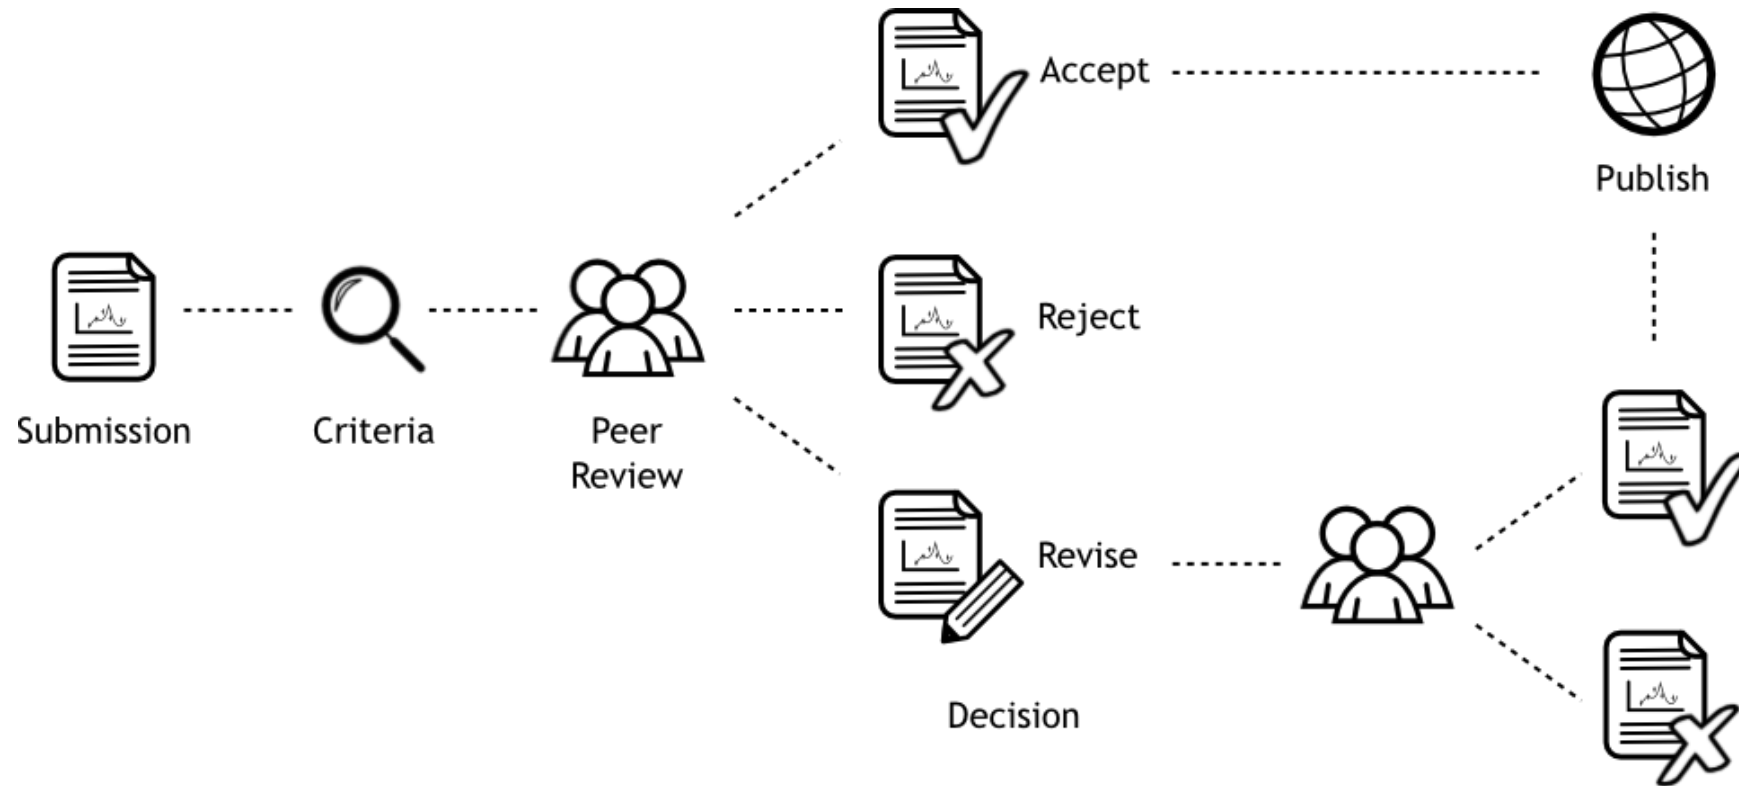 Accept
Publish
Reject
Submission
Criteria
Peer
Review
Revise
Decision